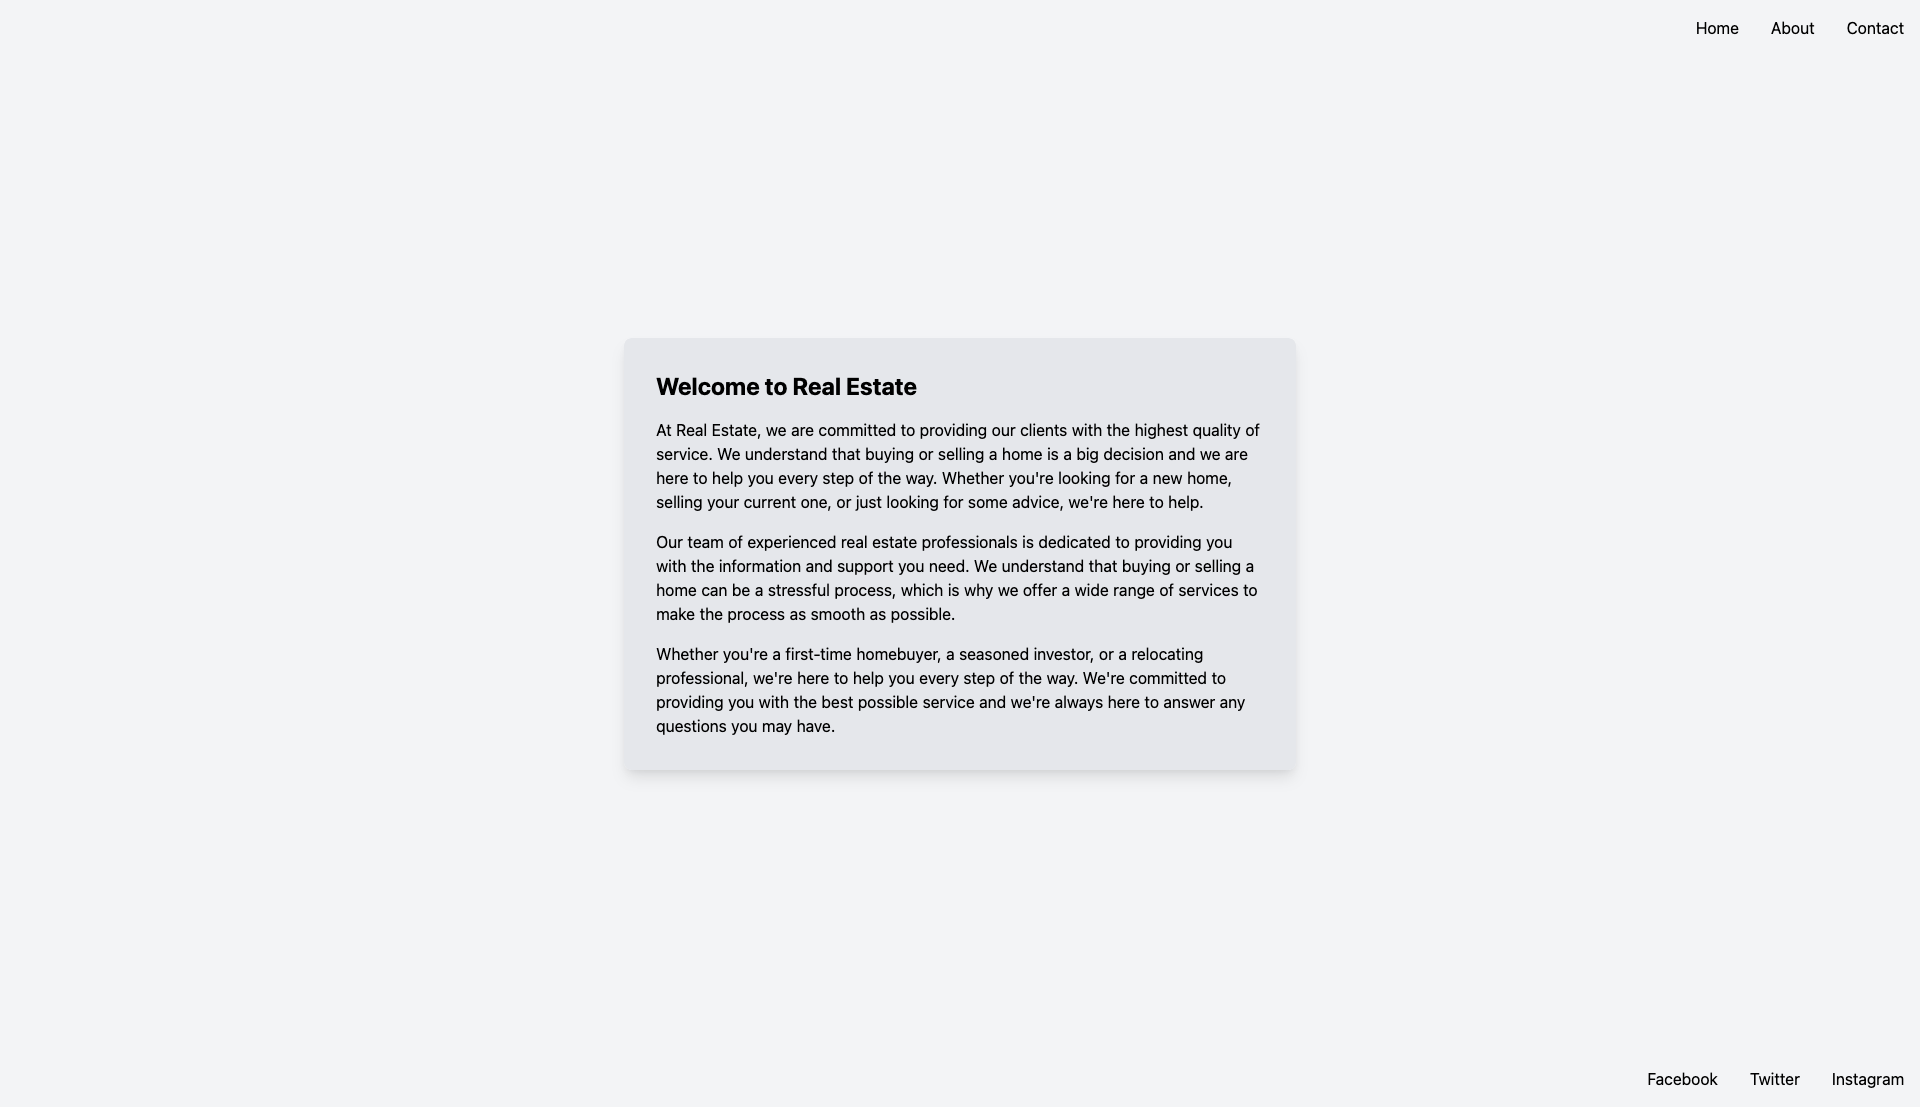 Home About Contact
Welcome to Real Estate
At Real Estate, we are committed to providing our clients with the highest quality of
service. We understand that buying or selling a home is a big decision and we are
here to help you every step of the way. Whether you're looking for a new home,
selling your current one, or just looking for some advice, we're here to help.
Our team of experienced real estate professionals is dedicated to providing you
with the information and support you need. We understand that buying or selling a
home can be a stressful process, which is why we offer a wide range of services to
make the process as smooth as possible.
Whether you're a first-time homebuyer, a seasoned investor, or a relocating
professional, we're here to help you every step of the way. We're committed to
providing you with the best possible service and we're always here to answer any
questions you may have.
Facebook Twitter Instagram